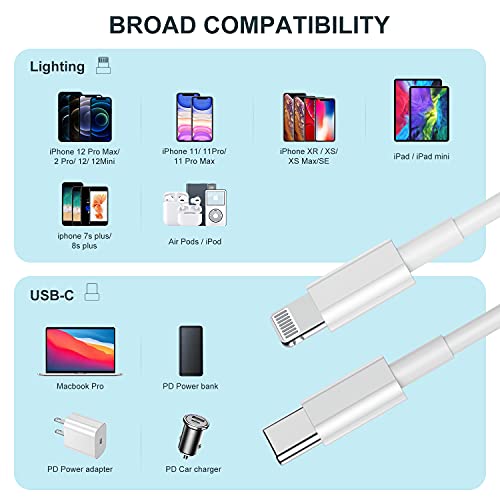 BROAD COMPATIBILITY
Lighting
iPhone 12 Pro Max/
2 Pro/ 12/ 12Mini
iPhone 11/ 11Pro/
11 Pro Max
iPhone XR / XS/
XS Max/SE
iPad / iPad mini
iphone 7s plus/
8s plus
Air Pods / iPod
USB-C
Macbook Pro
PD Power bank
PD Power adapter
PD Car charger